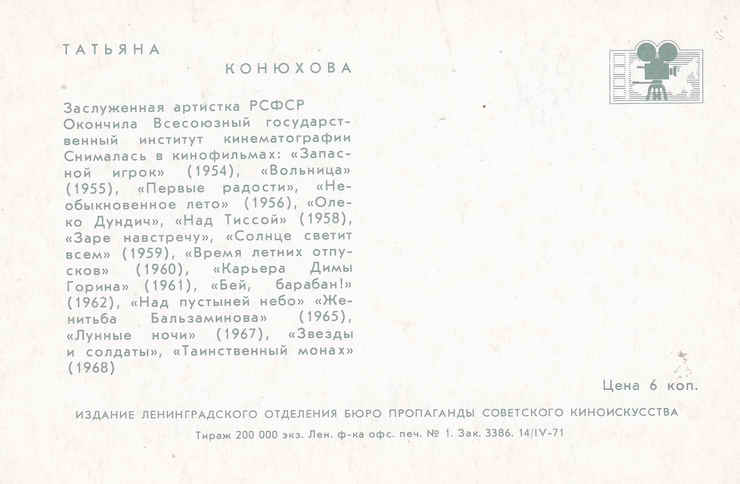 ТАТЬЯНА
КОНЮХОВА
Заслуженная артистка РСФСР
Окончила Всесоюзный государст-
венный институт кинематографии
Снималась в кинофильмах: «Запас-
ной игрок» (1954), «Вольница»
(1955), «Первые радости», «Не-
обыкновенное лето» (1956), «Оле-
ко Дундич», «Над Тиссой» (1958),
«Заре навстречу», «Солнце светит
всем» (1959), «Время летних отпу-
сков» (1960), «Карьера Димы
Горина» (1961), «Бей, барабан!»
(1962), «Над пустыней небо» «Же-
нитьба Бальзаминова» (1965),
«Лунные ночи» (1967), «Звезды
и солдаты», «Таинственный монах»
(1968)
Цена 6 коп.
ИЗДАНИЕ ЛЕНИНГРАДСКОГО ОТДЕЛЕНИЯ БЮРО ПРОПАГАНДЫ СОВЕТСКОГО КИНОИСКУССТВА
Тираж 200 000 экз. Лен. ф-ка офс. печ. № 1. Зак. 3386. 14/IV-71